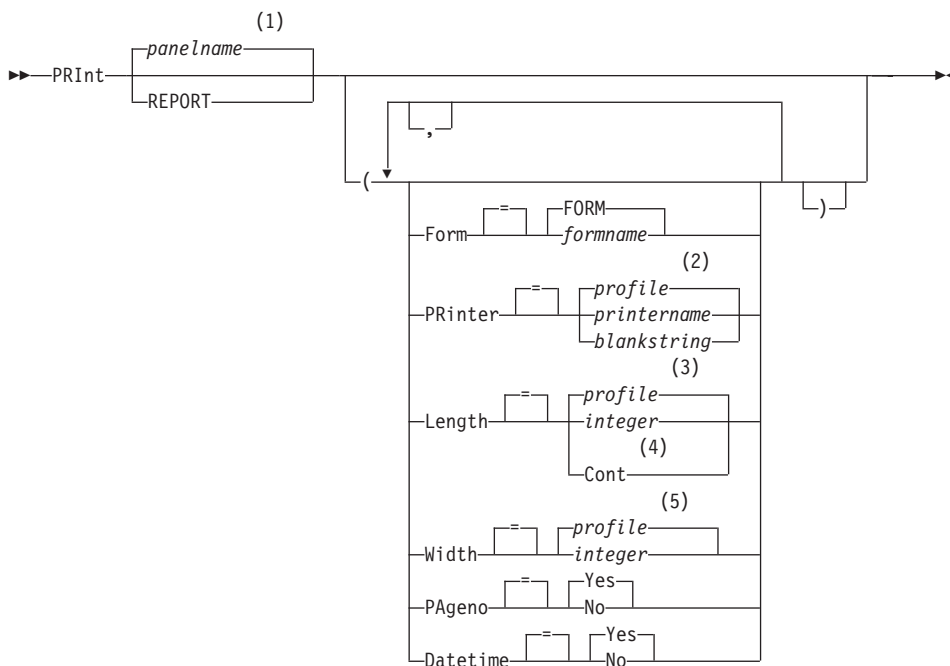 (1)
panelname
PRInt
REPORT
,
(
)
Form = FORM
formname
(2)
PRinter = profile
printername
blankstring
(3)
Length = profile
integer
(4)
Cont
(5)
Width = profile
integer
PAgeno = Yes
No
Datetime = Yes
No